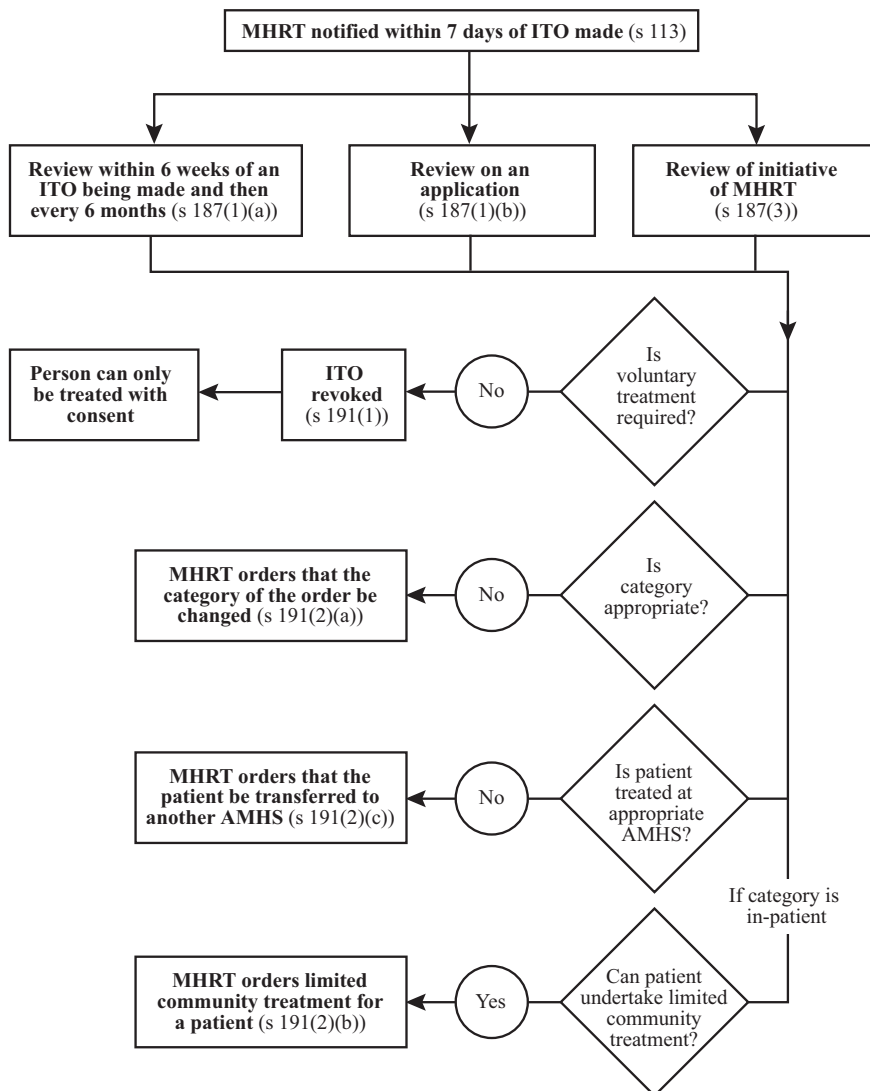 MHRT notified within 7 days of ITO made (s 113)
Review within 6 weeks of an
ITO being made and then
every 6 months (s 187(1)(a))
Review on an
application
(s 187(1)(b))
Review of initiative
of MHRT
(s 187(3))
Person can only
be treated with
consent
ITO
revoked
(s 191(1))
No
Is
voluntary
treatment
required?
MHRT orders that the
category of the order be
changed (s 191(2)(a))
No
Is
category
appropriate?
MHRT orders that the
patient be transferred to
another AMHS (s 191(2)(c))
No
Is patient
treated at
appropriate
AMHS?
If category is
in-patient
MHRT orders limited
community treatment for
a patient (s 191(2)(b))
Yes
Can patient
undertake limited
community
treatment?